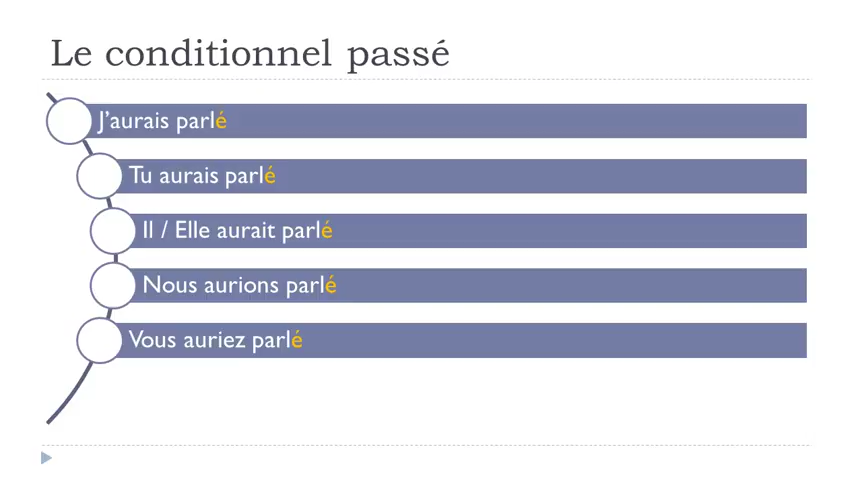 Le conditionnel passé
J’aurais parlé
Tu aurais parlé
Il / Elle aurait parlé
Nous aurions parlé
Vous auriez parlé